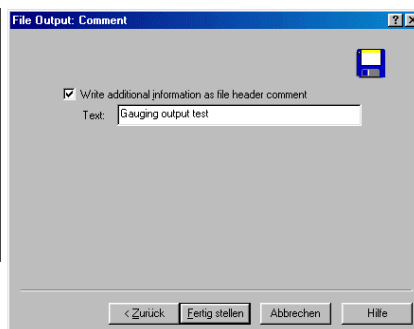 File Output: Comment
Write additional information as file header comment
Text: Gauging output test
< Zurück Fertig stellen Abbrechen Hilfe